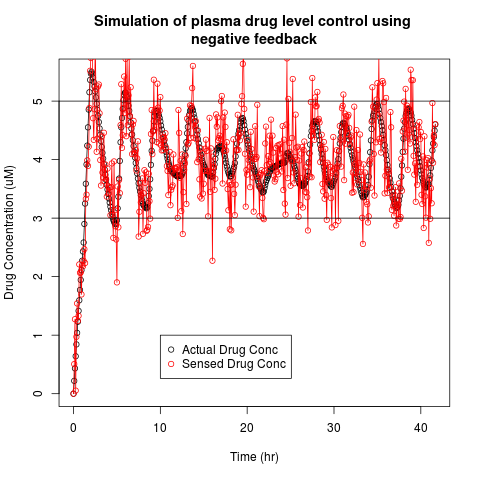 Simulation of plasma drug level control using
negative feedback
Drug Concentration (uM)
5
4
3
2
1
0
Actual Drug Conc
Sensed Drug Conc
0 10 20 30 40
Time (hr)